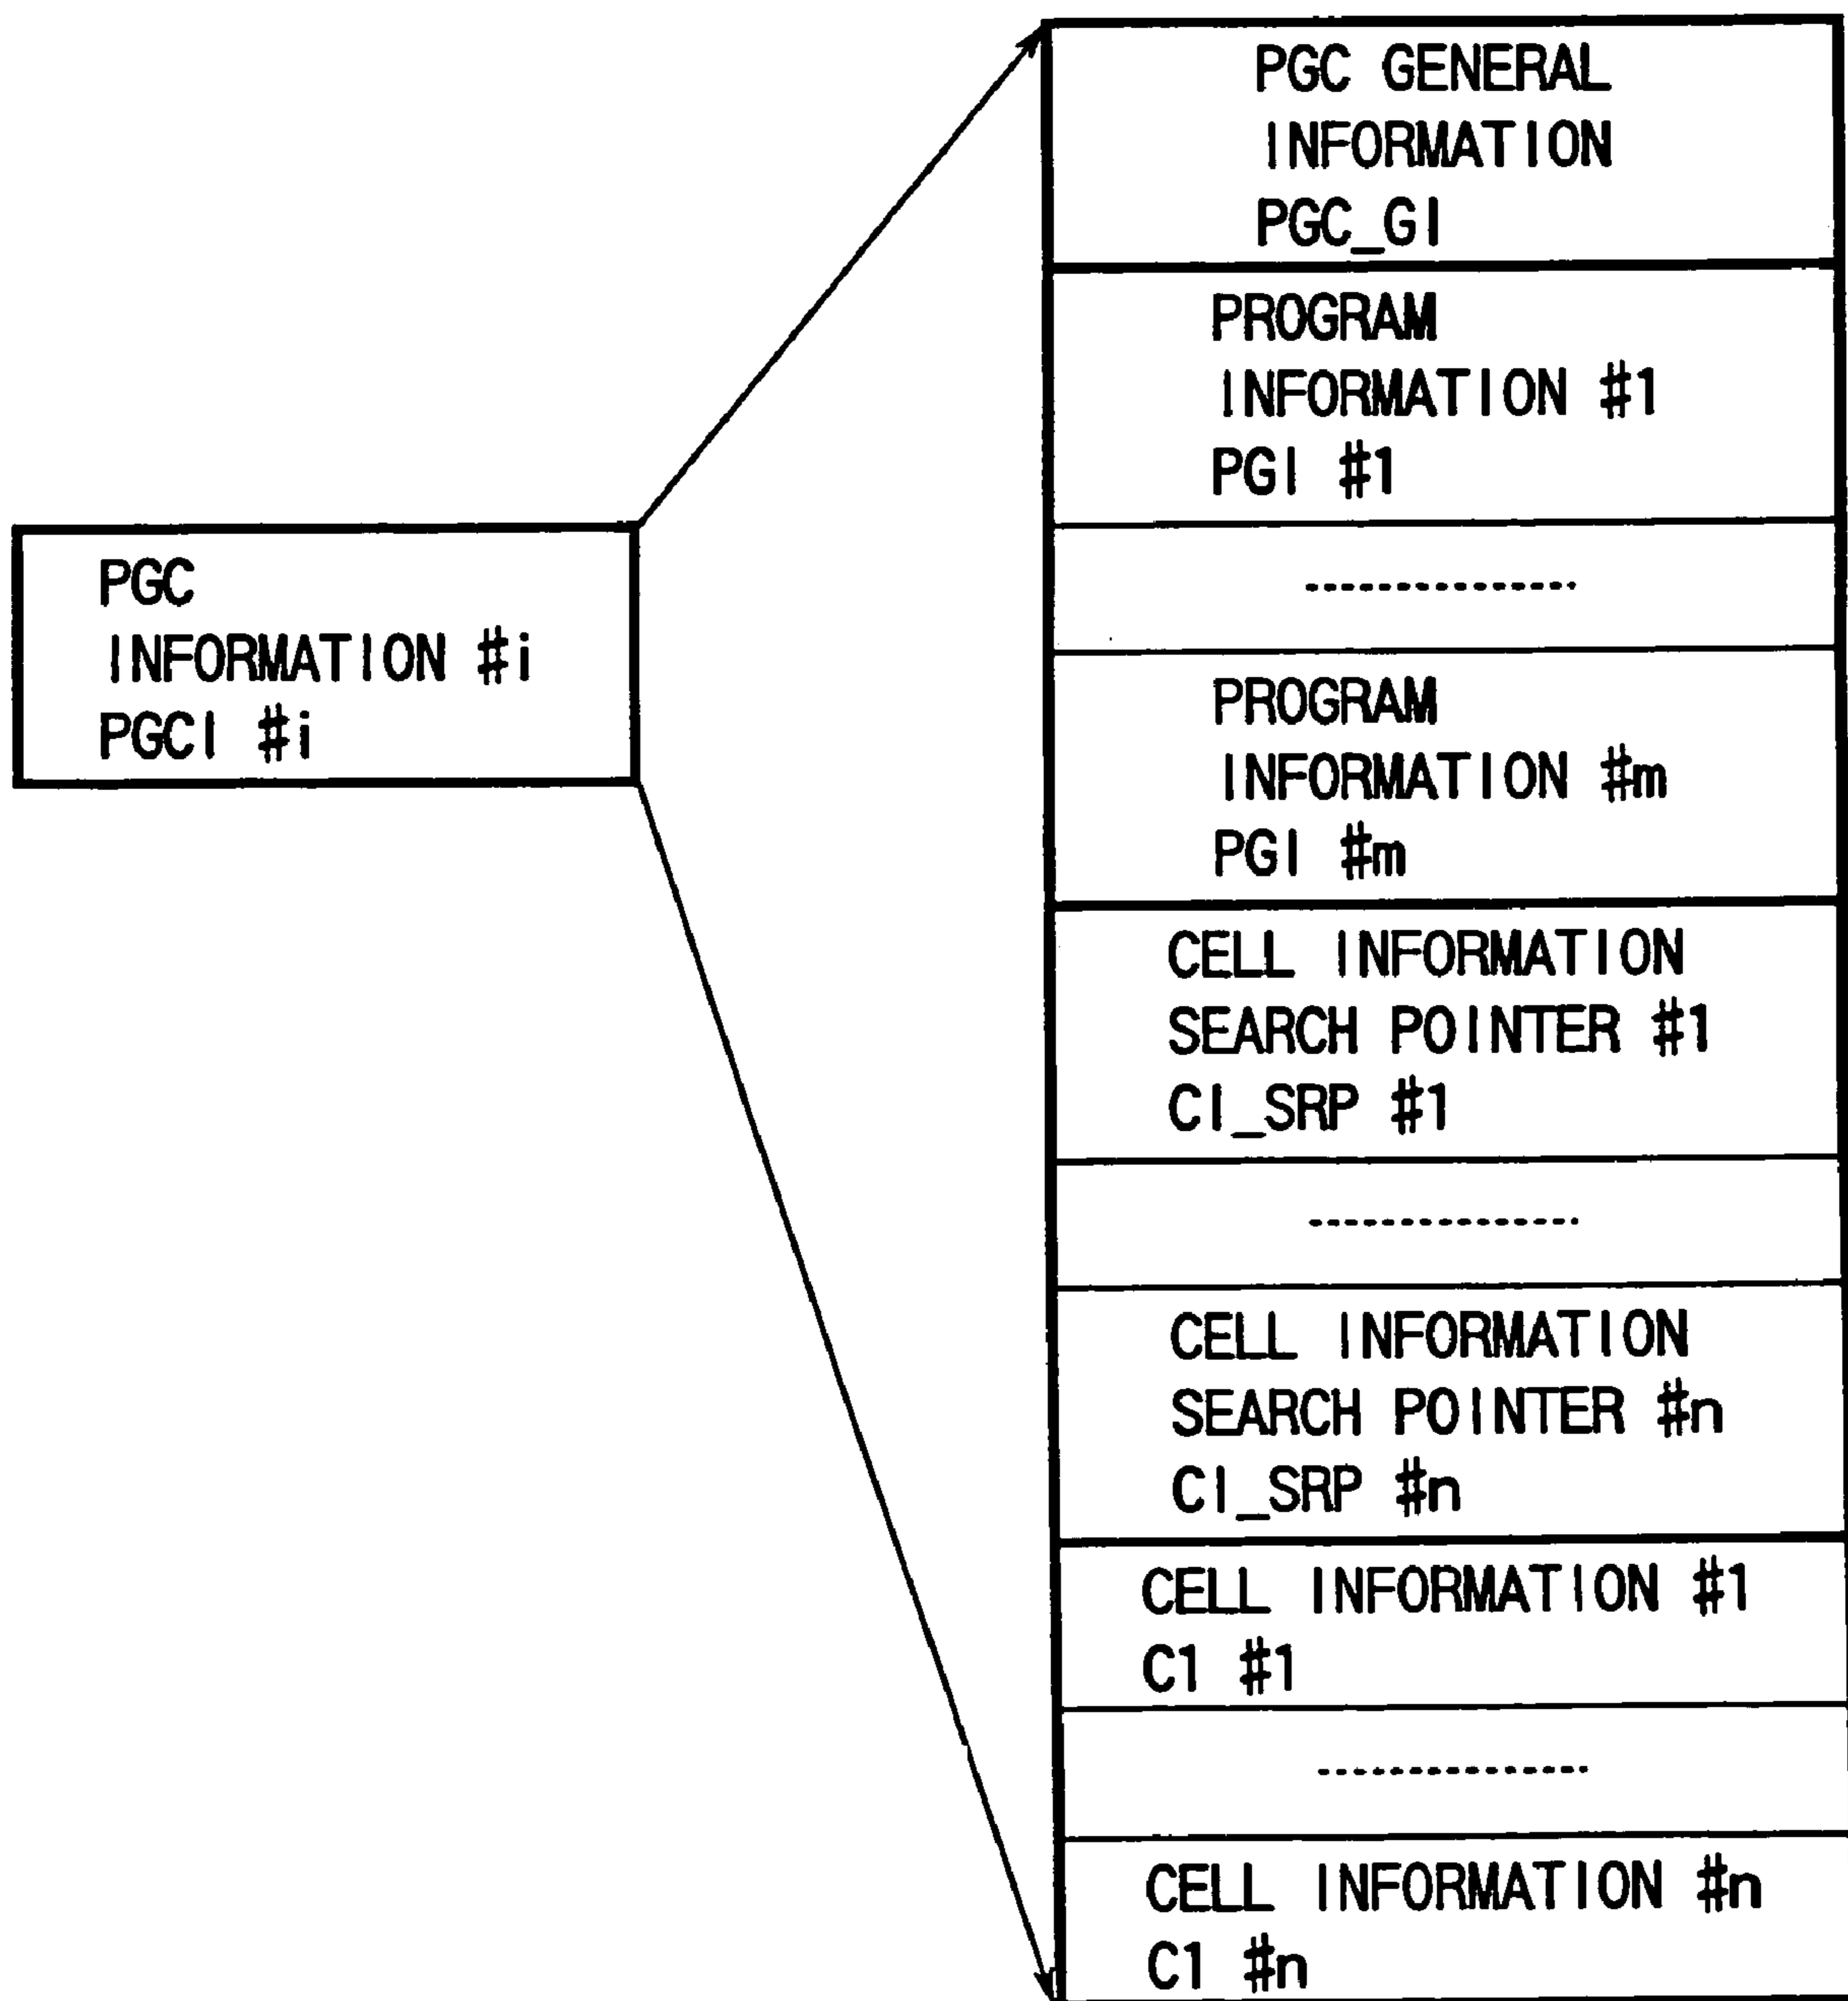 PGC
INFORMATION #i
PGCI #i
PGC GENERAL
INFORMATION
PGC_GI
PROGRAM
INFORMATION #1
PGI #1
PROGRAM
INFORMATION #m
PGI #m
CELL INFORMATION
SEARCH POINTER #1
CI_SRP #1
CELL INFORMATION
SEARCH POINTER #n
CI_SRP #n
CELL INFORMATION #1
C1 #1
CELL INFORMATION #n
C1 #n